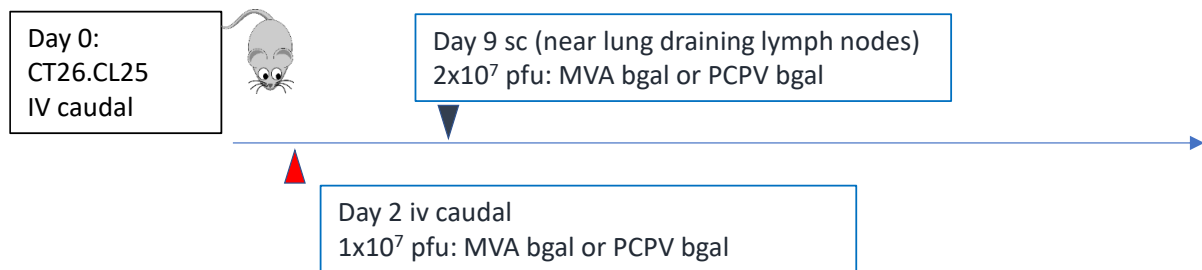 Day 0:
CT26.CL25
IV caudal
Day 9 sc (near lung draining lymph nodes)
2x10⁷ pfu: MVA bgal or PCPV bgal
Day 2 iv caudal
1x10⁷ pfu: MVA bgal or PCPV bgal